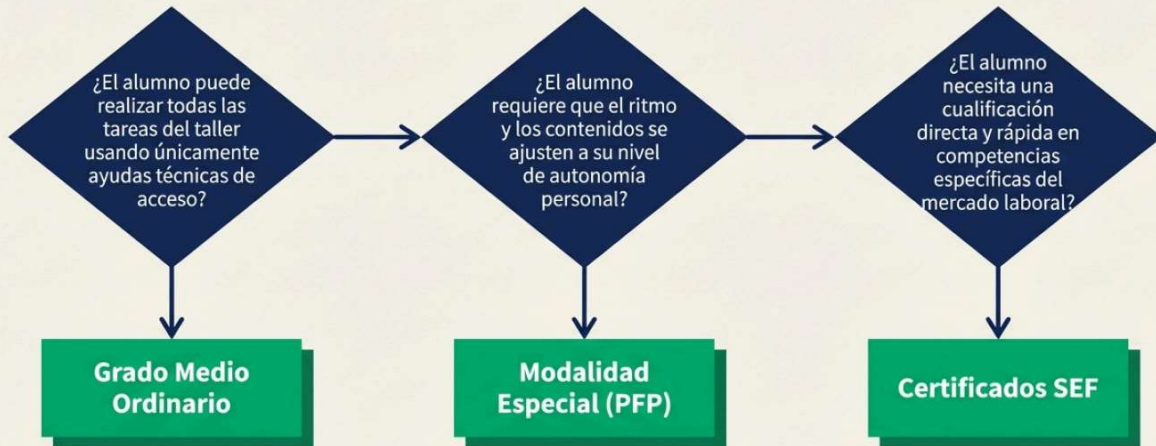 ¿El alumno puede
realizar todas las
tareas del taller
usando únicamente
ayudas técnicas de
acceso?
¿El alumno
requiere que el ritmo
y los contenidos se
ajusten a su nivel
de autonomía
personal?
¿El alumno
necesita una
cualificación
directa y rápida en
competencias
específicas del
mercado laboral?
Grado Medio
Ordinario
Modalidad
Especial (PFP)
Certificados SEF